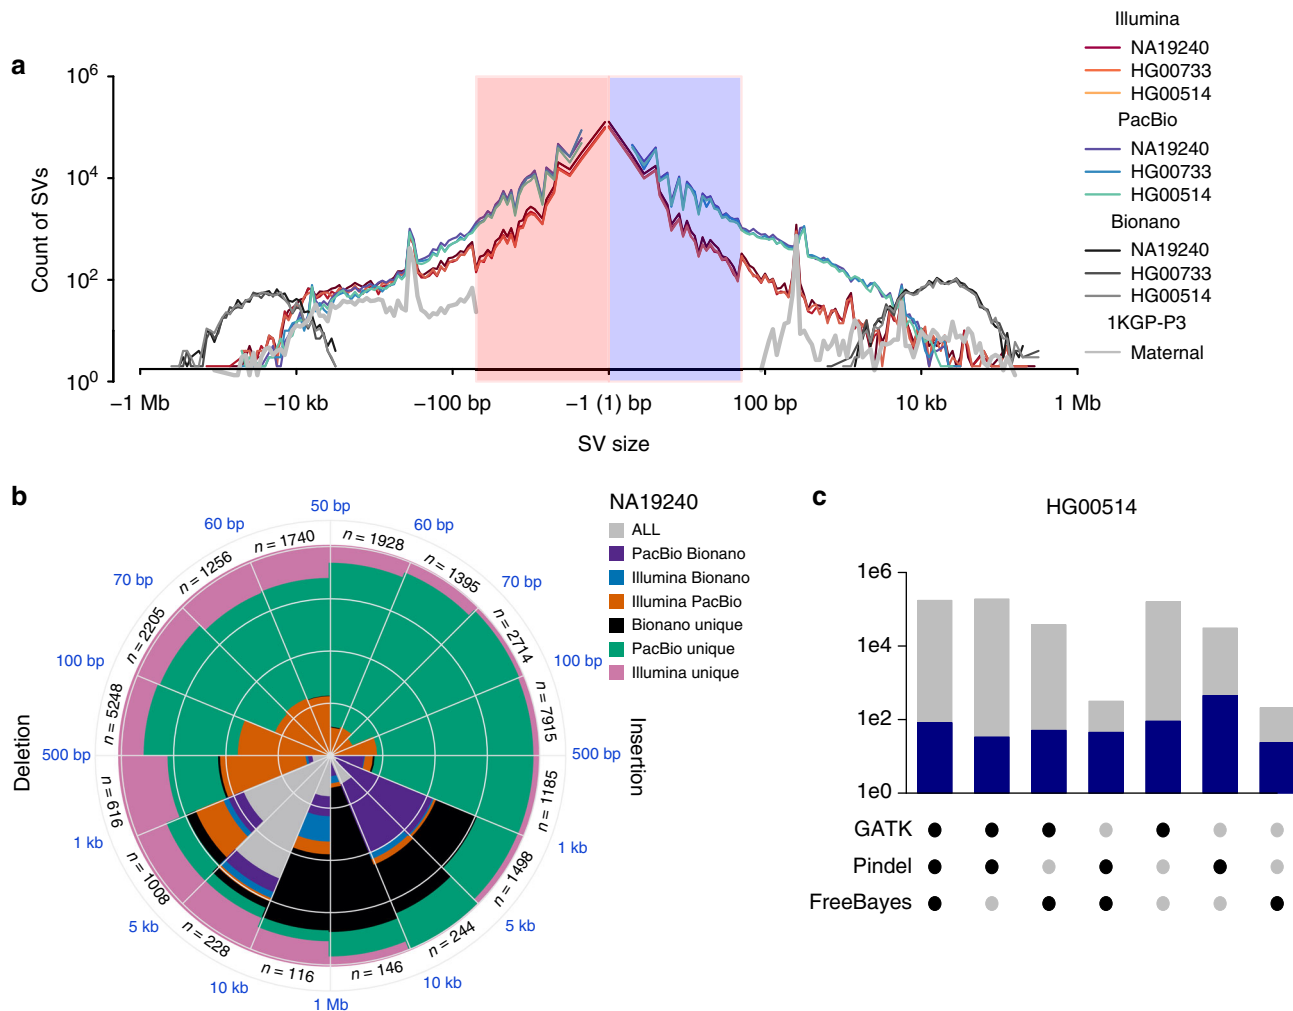 a
10^6
10^4
10^2
10^0
Count of SVs
−1 Mb
−10 kb
−100 bp
−1 (1) bp
100 bp
10 kb
1 Mb
SV size
Illumina
NA19240
HG00733
HG00514
PacBio
NA19240
HG00733
HG00514
Bionano
NA19240
HG00733
HG00514
1KGP-P3
Maternal
b
50 bp
60 bp
60 bp
70 bp
70 bp
100 bp
100 bp
500 bp
500 bp
1 kb
1 kb
5 kb
5 kb
10 kb
10 kb
1 Mb
n = 1740
n = 1928
n = 1256
n = 1395
n = 2205
n = 2714
n = 5248
n = 7915
n = 616
n = 1185
n = 1008
n = 1498
n = 228
n = 244
n = 116
n = 146
Deletion
Insertion
NA19240
ALL
PacBio Bionano
Illumina Bionano
Illumina PacBio
Bionano unique
PacBio unique
Illumina unique
c
HG00514
1e6
1e4
1e2
1e0
GATK
Pindel
FreeBayes